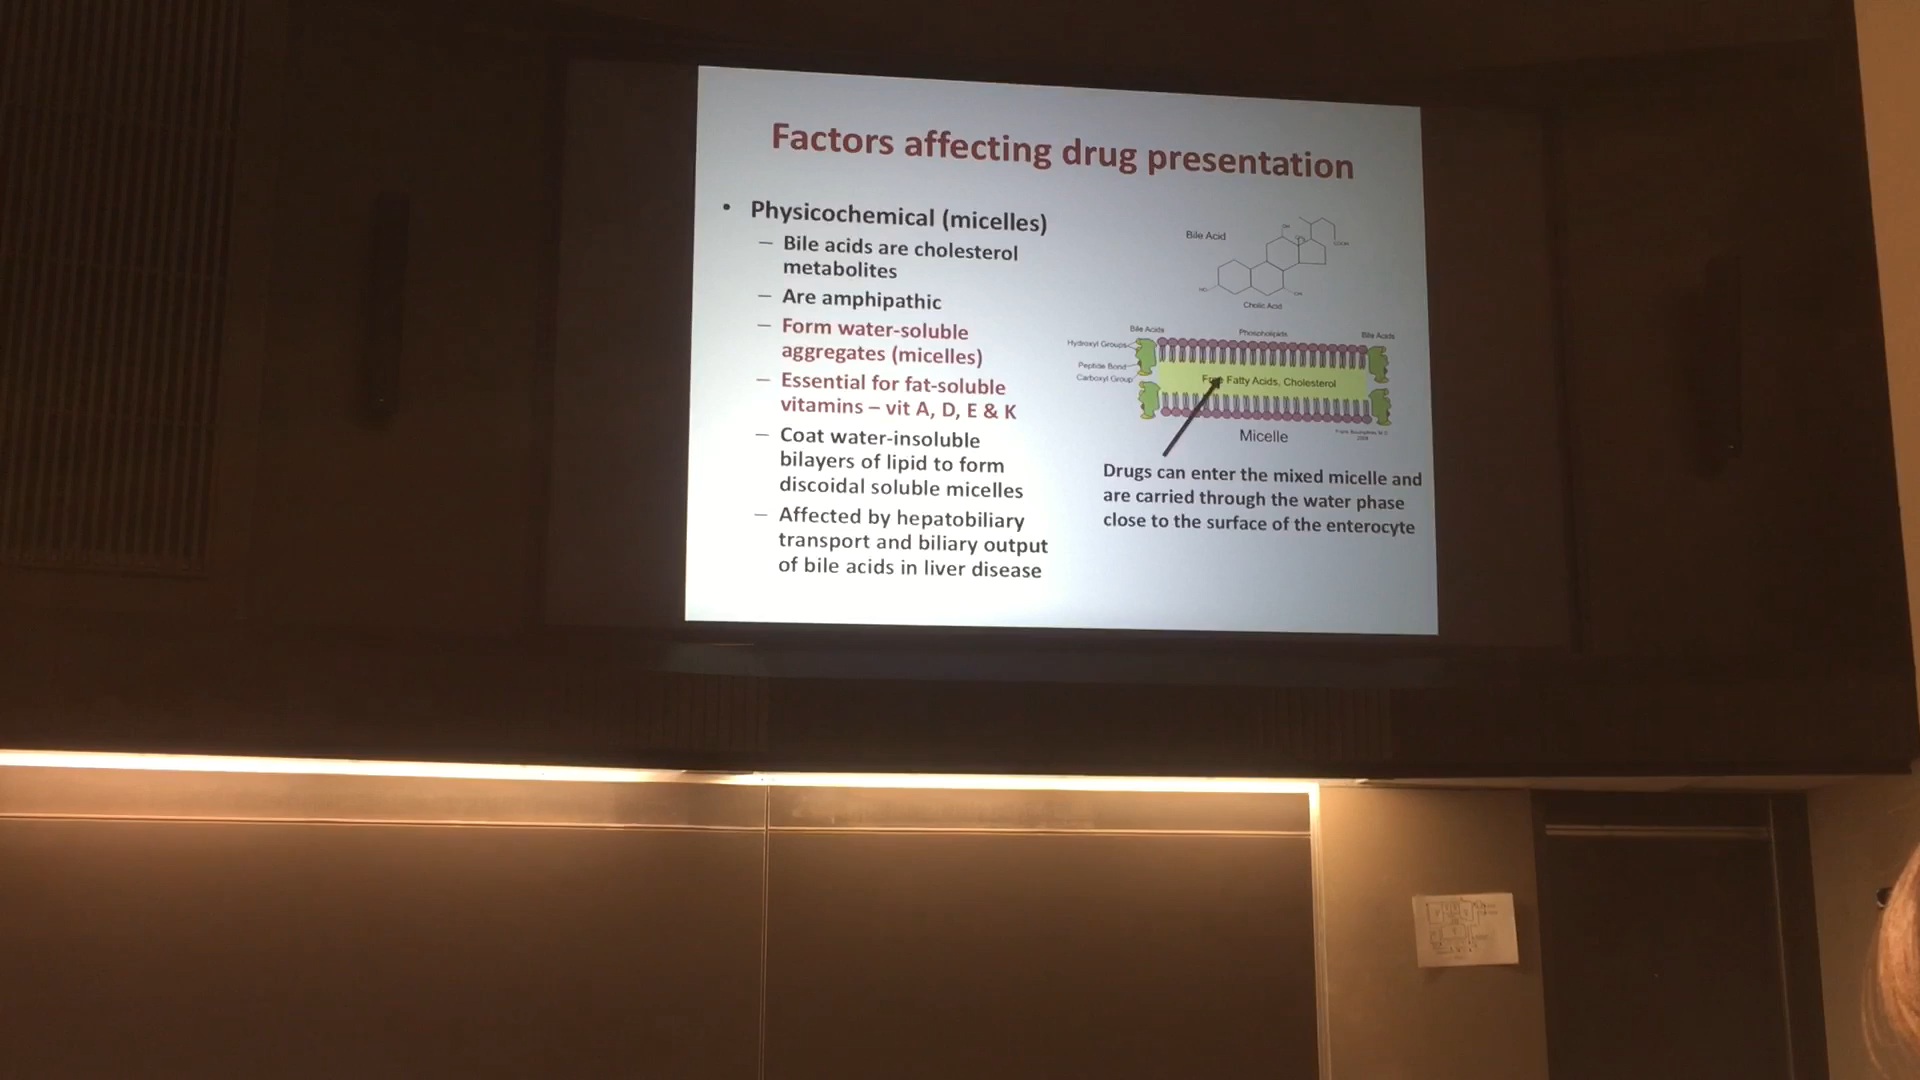 Factors affecting drug presentation
• Physicochemical (micelles)
– Bile acids are cholesterol
metabolites
– Are amphipathic
– Form water-soluble
aggregates (micelles)
– Essential for fat-soluble
vitamins – vit A, D, E & K
– Coat water-insoluble
bilayers of lipid to form
discoidal soluble micelles
– Affected by hepatobiliary
transport and biliary output
of bile acids in liver disease
Bile Acid
COOH
HO
OH
Cholic Acid
Bile Acids
Phospholipids
Bile Acids
Hydroxyl Groups
Peptide Bond
Carboxyl Group
Free Fatty Acids, Cholesterol
Micelle
Drugs can enter the mixed micelle and
are carried through the water phase
close to the surface of the enterocyte